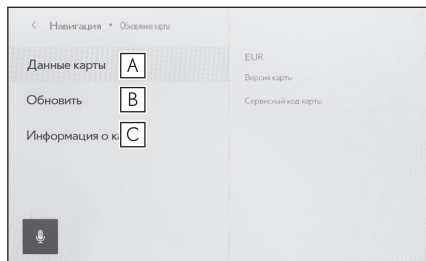 < Навигация • Обновление карты
Данные карты A
Обновить B
Информация о к C
EUR
Версия карты
Сервисный код карты